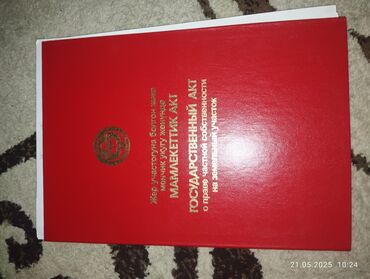 Жер участогуна болгон жеке
менчик укугу жөнүндө
МАМЛЕКЕТТИК АКТ
ГОСУДАРСТВЕННЫЙ АКТ
о праве частной собственности
на земельный участок
21.05.2025 10:24